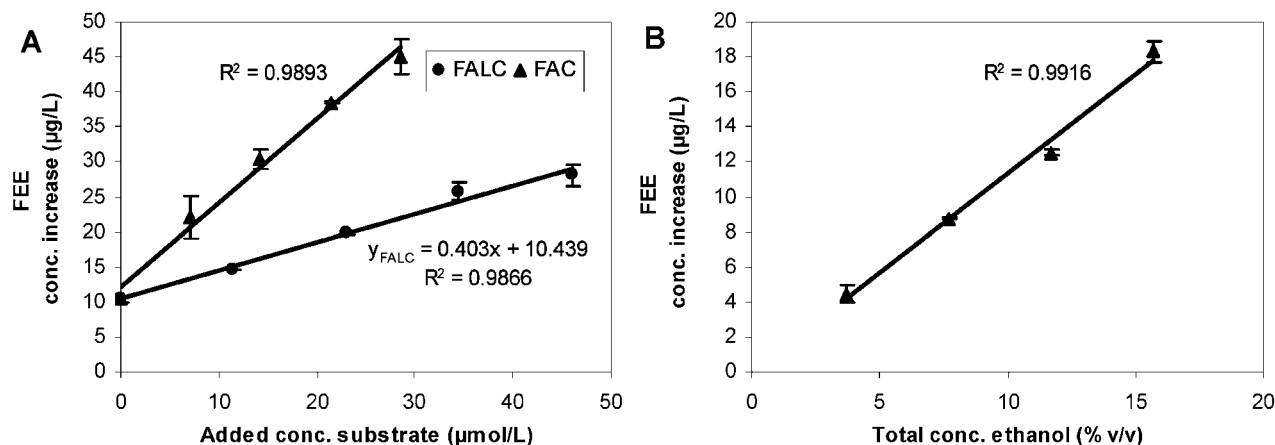 A
FEE
conc. increase (µg/L)
50
45
40
35
30
25
20
15
10
5
0
R² = 0.9893
FALC FAC
y_FALC = 0.403x + 10.439
R² = 0.9866
0 10 20 30 40 50
Added conc. substrate (µmol/L)
B
FEE
conc. increase (µg/L)
20
18
16
14
12
10
8
6
4
2
0
R² = 0.9916
0 5 10 15 20
Total conc. ethanol (% v/v)